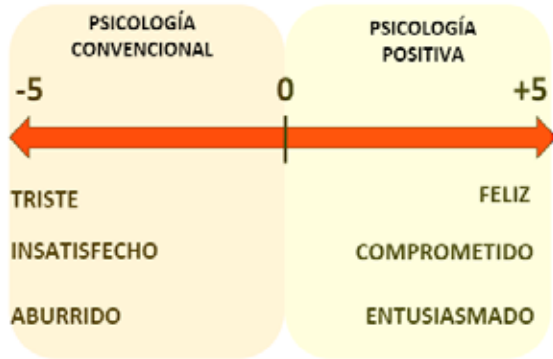 PSICOLOGÍA
CONVENCIONAL
PSICOLOGÍA
POSITIVA
-5
0
+5
TRISTE
FELIZ
INSATISFECHO
COMPROMETIDO
ABURRIDO
ENTUSIASMADO